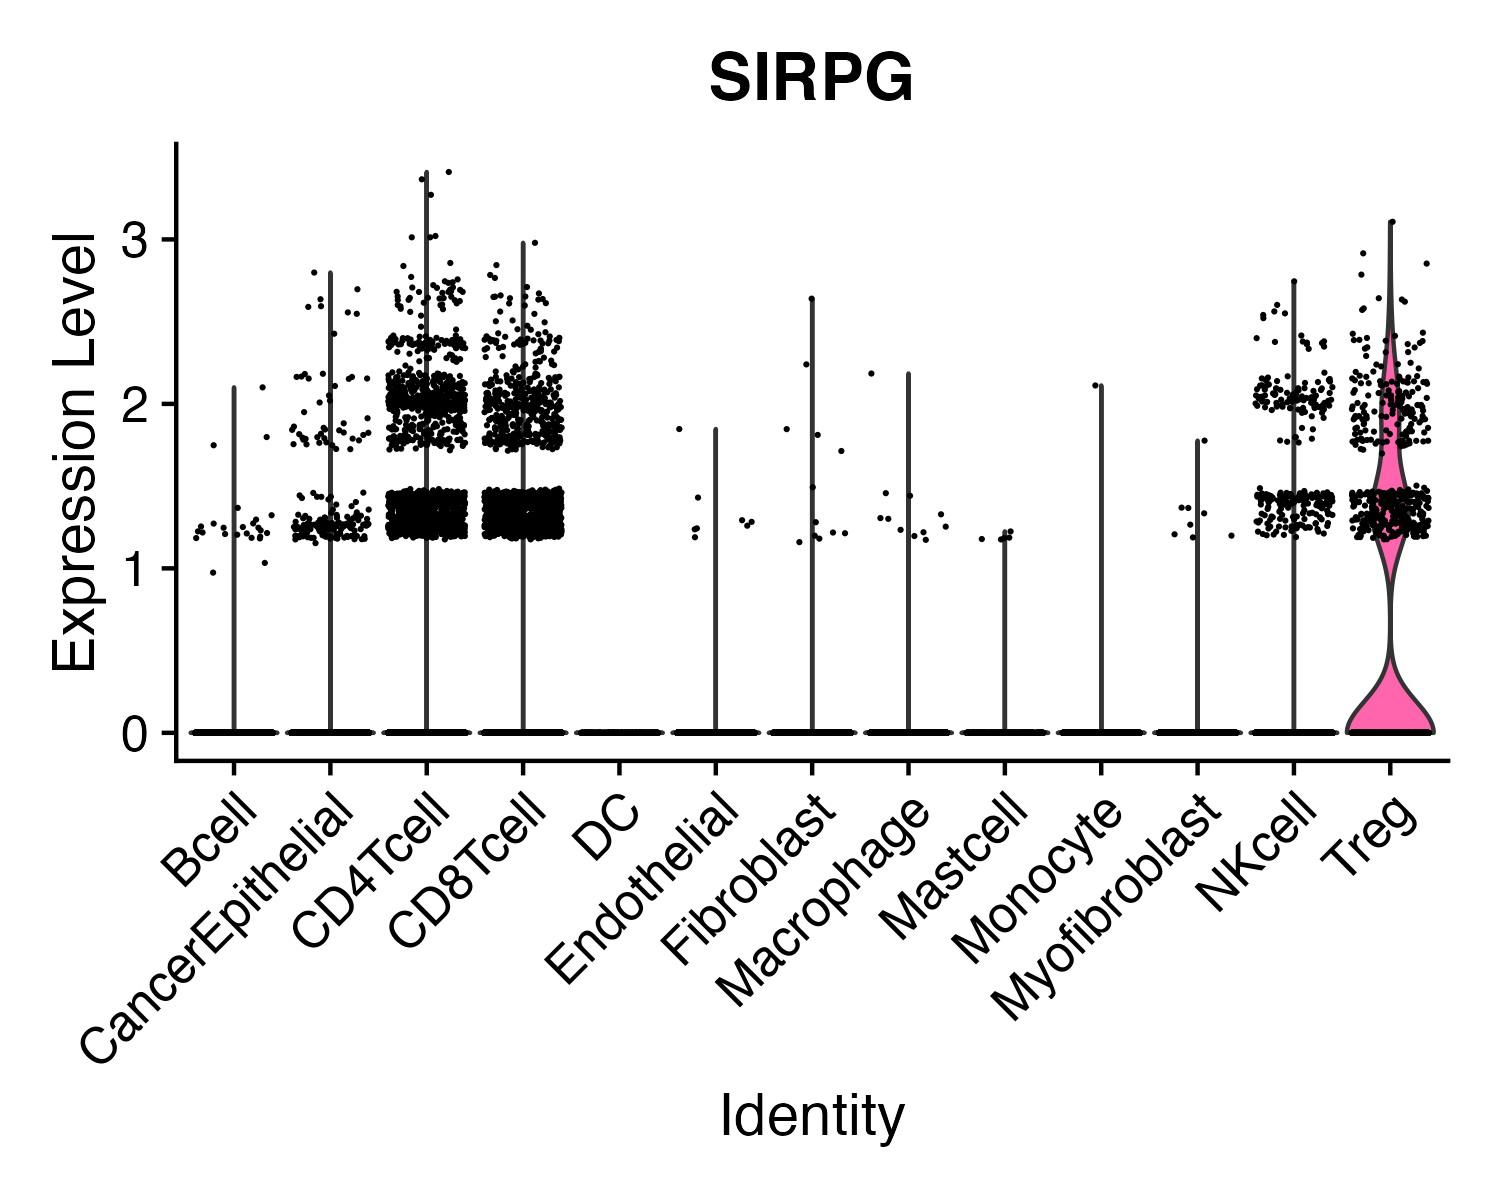 SIRPG
Expression Level
3
2
1
0
Bcell
CancerEpithelial
CD4Tcell
CD8Tcell
DC
Endothelial
Fibroblast
Macrophage
Mastcell
Monocyte
Myofibroblast
NKcell
Treg
Identity